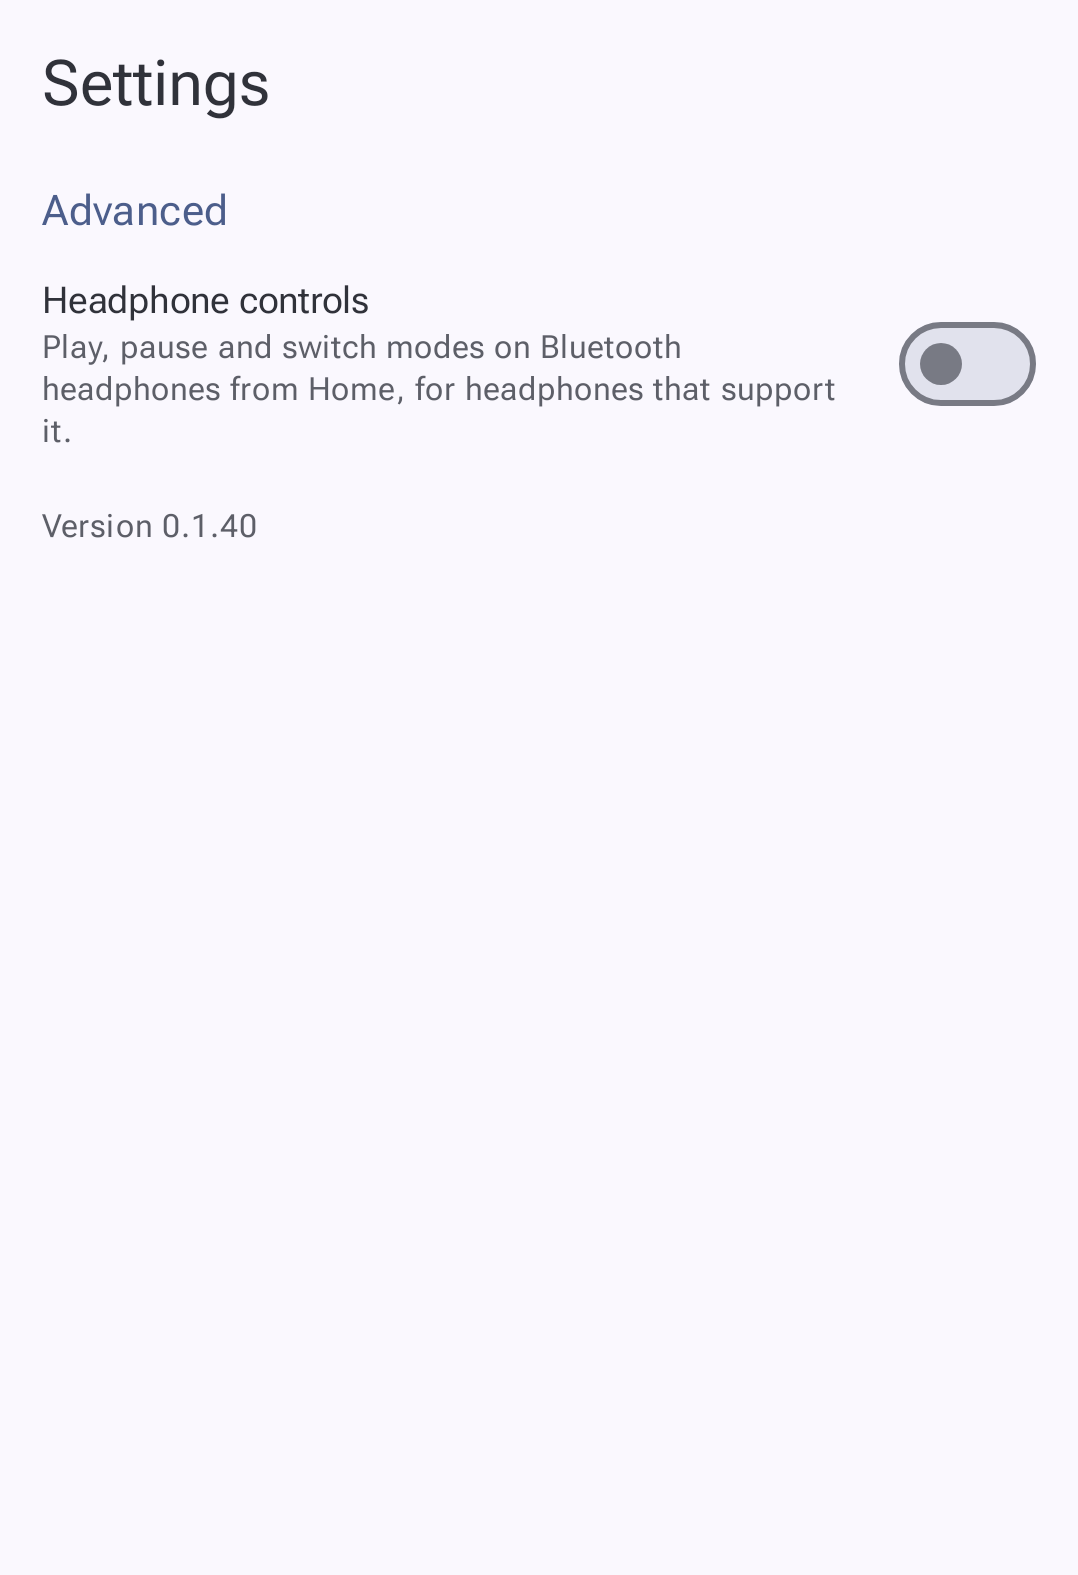 Settings
Advanced
Headphone controls
Play, pause and switch modes on Bluetooth
headphones from Home, for headphones that support
it.
Version 0.1.40